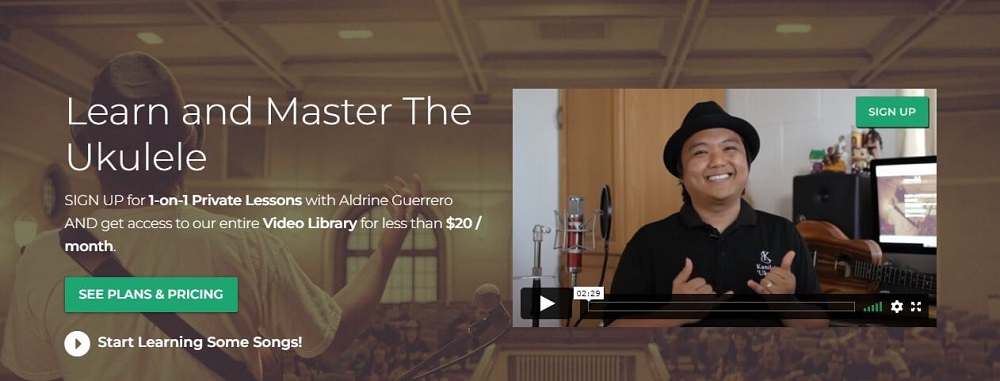 Learn and Master The
Ukulele
SIGN UP for 1-on-1 Private Lessons with Aldrine Guerrero
AND get access to our entire Video Library for less than $20 /
month.
SEE PLANS & PRICING
Start Learning Some Songs!
SIGN UP
02:29